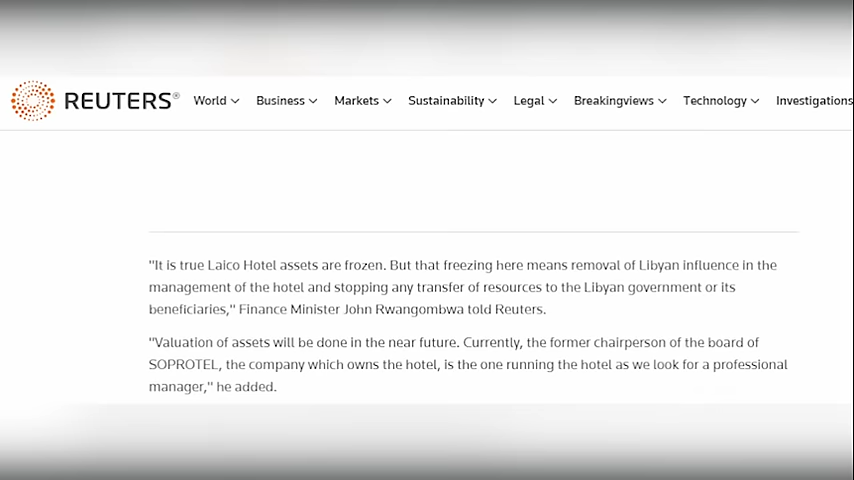 REUTERS® World Business Markets Sustainability Legal Breakingviews Technology Investigations
"It is true Laico Hotel assets are frozen. But that freezing here means removal of Libyan influence in the
management of the hotel and stopping any transfer of resources to the Libyan government or its
beneficiaries," Finance Minister John Rwangombwa told Reuters.
"Valuation of assets will be done in the near future. Currently, the former chairperson of the board of
SOPROTEL, the company which owns the hotel, is the one running the hotel as we look for a professional
manager," he added.